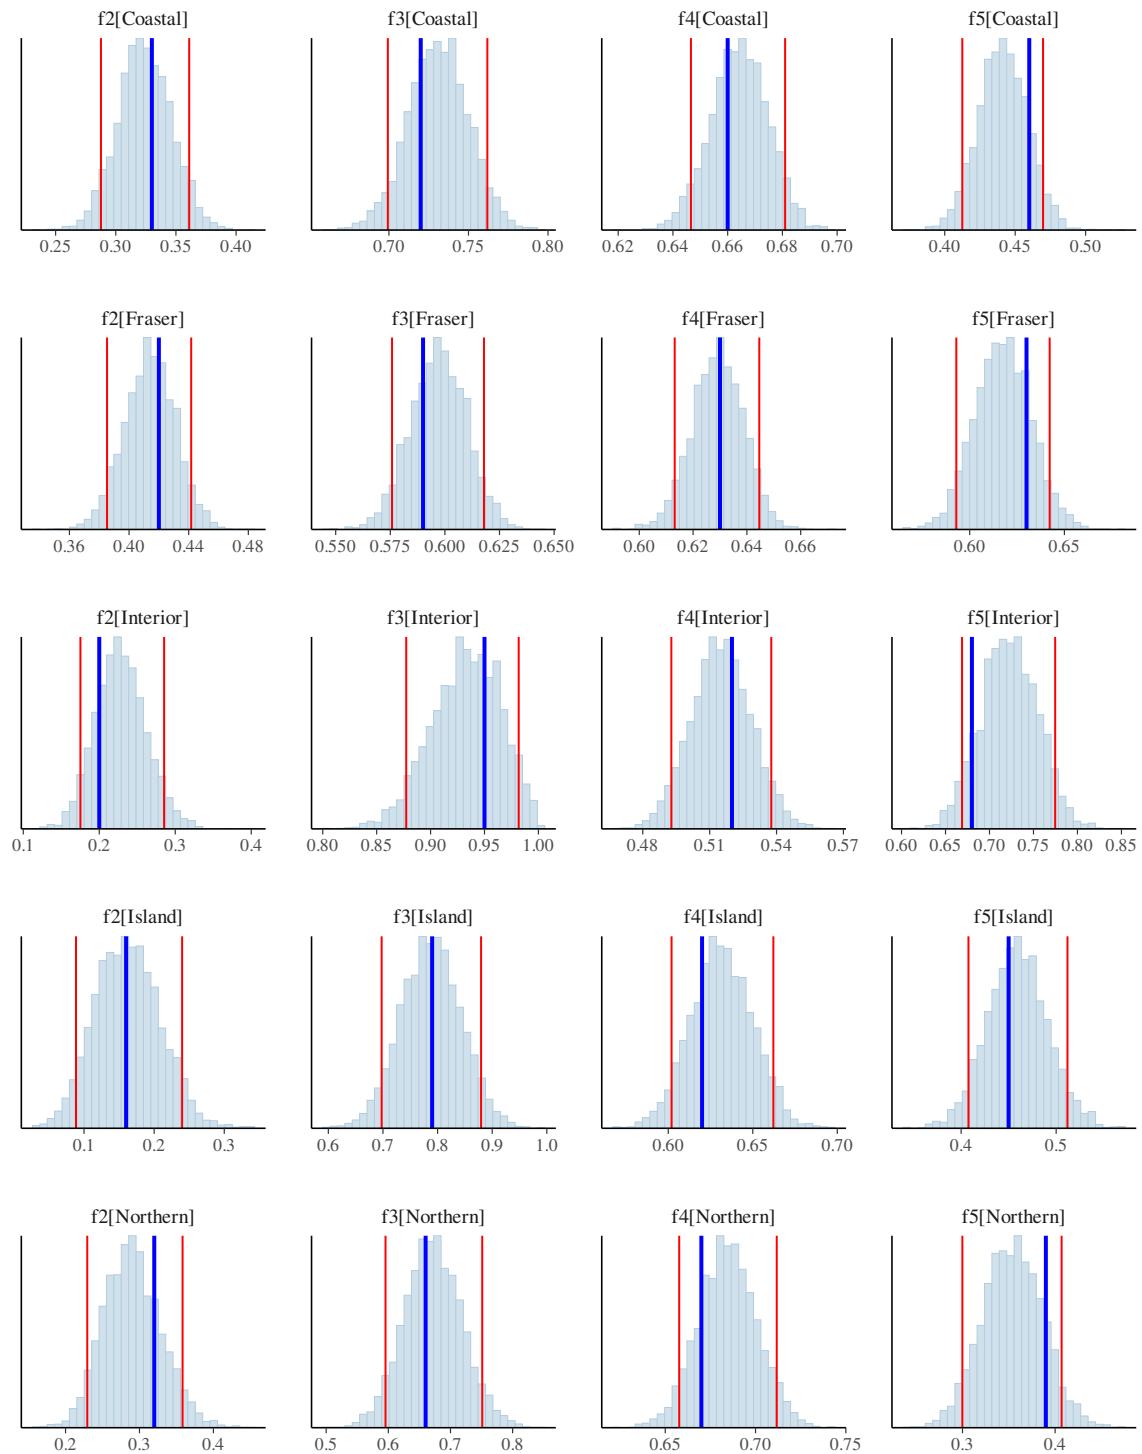 f2[Coastal] f3[Coastal] f4[Coastal] f5[Coastal]
0.25 0.30 0.35 0.40 0.70 0.75 0.80 0.62 0.64 0.66 0.68 0.70 0.40 0.45 0.50
f2[Fraser] f3[Fraser] f4[Fraser] f5[Fraser]
0.36 0.40 0.44 0.48 0.550 0.575 0.600 0.625 0.650 0.60 0.62 0.64 0.66 0.60 0.65
f2[Interior] f3[Interior] f4[Interior] f5[Interior]
0.1 0.2 0.3 0.4 0.80 0.85 0.90 0.95 1.00 0.48 0.51 0.54 0.57 0.60 0.65 0.70 0.75 0.80 0.85
f2[Island] f3[Island] f4[Island] f5[Island]
0.1 0.2 0.3 0.6 0.7 0.8 0.9 1.0 0.60 0.65 0.70 0.4 0.5
f2[Northern] f3[Northern] f4[Northern] f5[Northern]
0.2 0.3 0.4 0.5 0.6 0.7 0.8 0.65 0.70 0.75 0.3 0.4